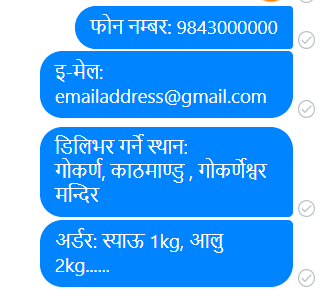 फोन नम्बर: 9843000000
इ-मेल:
emailaddress@gmail.com
डिलिभर गर्ने स्थान:
गोकर्ण, काठमाण्डु , गोकर्णेश्वर
मन्दिर
अर्डर: स्याऊ 1kg, आलु
2kg......